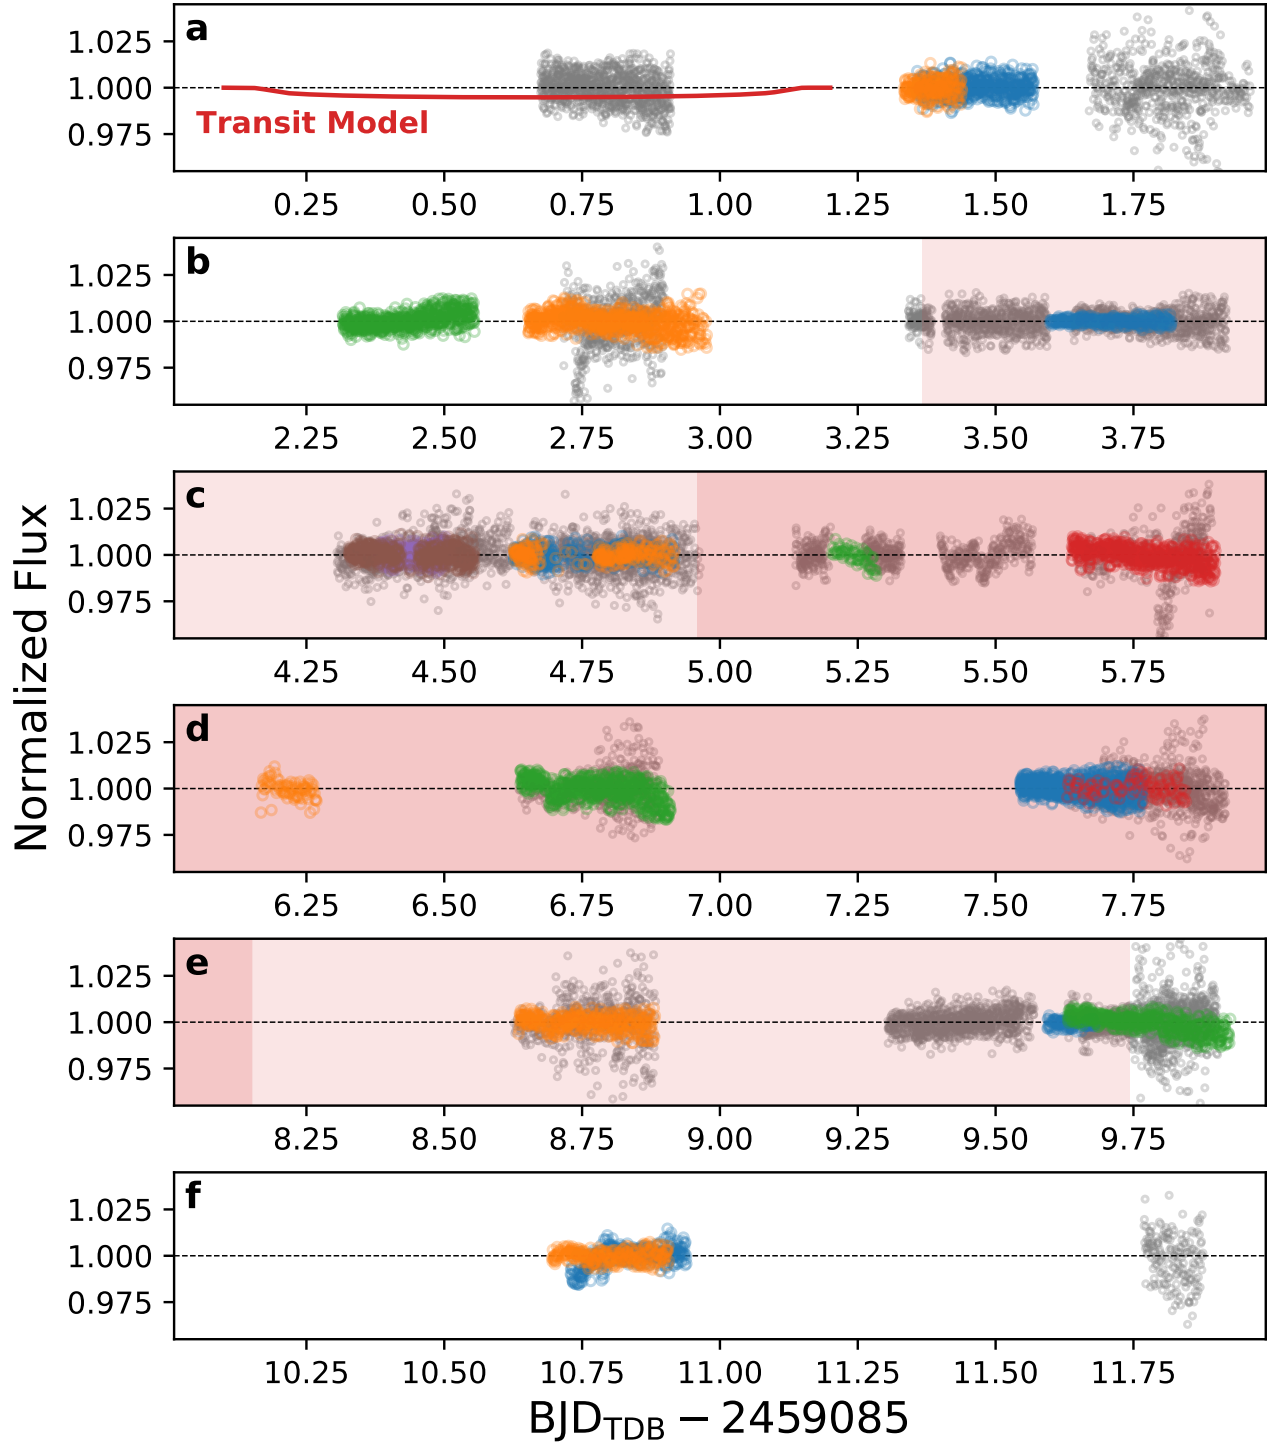 a
1.025
1.000
0.975
Transit Model
0.25 0.50 0.75 1.00 1.25 1.50 1.75
b
1.025
1.000
0.975
2.25 2.50 2.75 3.00 3.25 3.50 3.75
c
1.025
1.000
0.975
4.25 4.50 4.75 5.00 5.25 5.50 5.75
d
1.025
1.000
0.975
6.25 6.50 6.75 7.00 7.25 7.50 7.75
e
1.025
1.000
0.975
8.25 8.50 8.75 9.00 9.25 9.50 9.75
f
1.025
1.000
0.975
10.25 10.50 10.75 11.00 11.25 11.50 11.75
Normalized Flux
BJD_TDB − 2459085